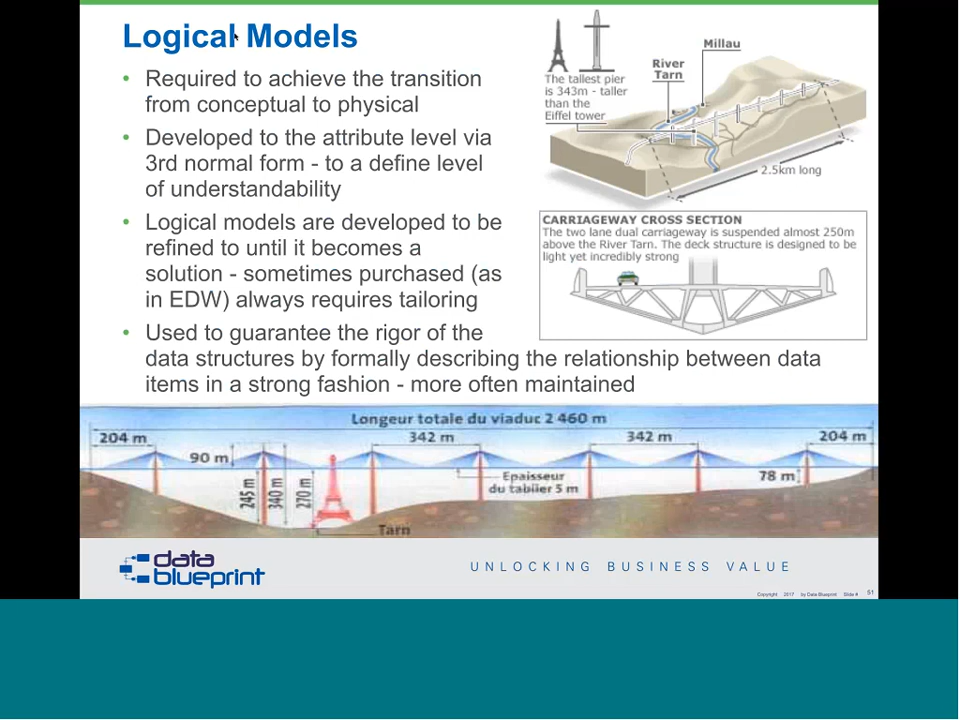 Logical Models
• Required to achieve the transition
from conceptual to physical
• Developed to the attribute level via
3rd normal form - to a define level
of understandability
• Logical models are developed to be
refined to until it becomes a
solution - sometimes purchased (as
in EDW) always requires tailoring
• Used to guarantee the rigor of the
data structures by formally describing the relationship between data
items in a strong fashion - more often maintained
Millau
River
Tarn
The tallest pier
is 343m - taller
than the
Eiffel tower
2.5km long
CARRIAGEWAY CROSS SECTION
The two lane dual carriageway is suspended almost 250m
above the River Tarn. The deck structure is designed to be
light yet incredibly strong
Longeur totale du viaduc 2 460 m
204 m
342 m
342 m
204 m
90 m
245 m
340 m
270 m
Epaisseur
du tablier 5 m
78 m
Tarn
data
blueprint
UNLOCKING BUSINESS VALUE
Copyright 2017 by Data Blueprint Slide # 51